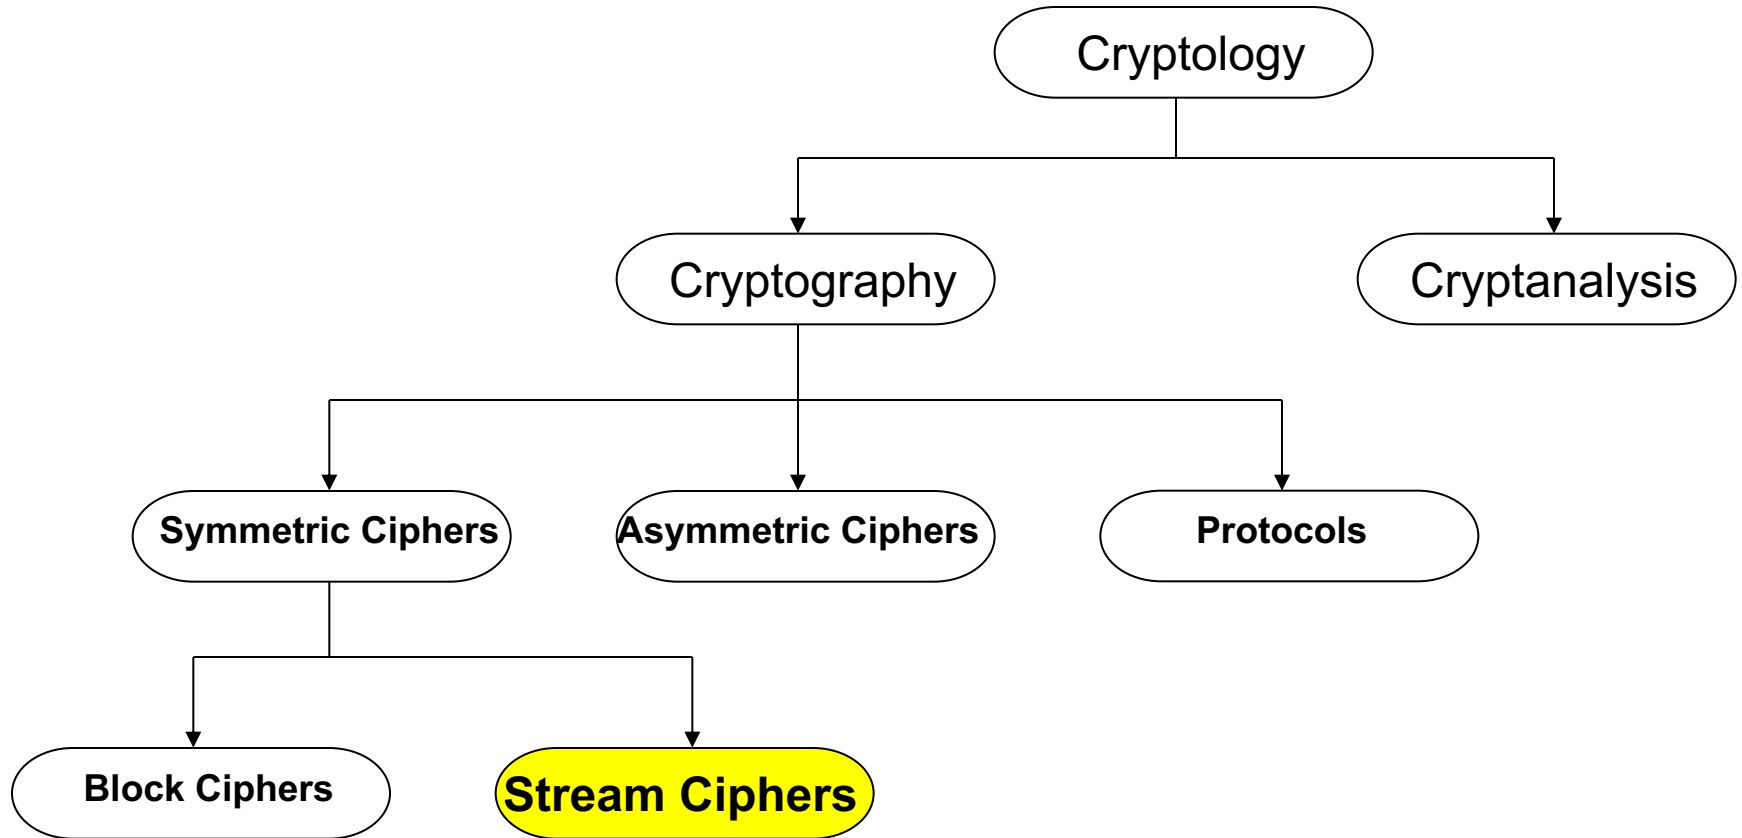 Cryptology
Cryptography
Cryptanalysis
Symmetric Ciphers
Asymmetric Ciphers
Protocols
Block Ciphers
Stream Ciphers